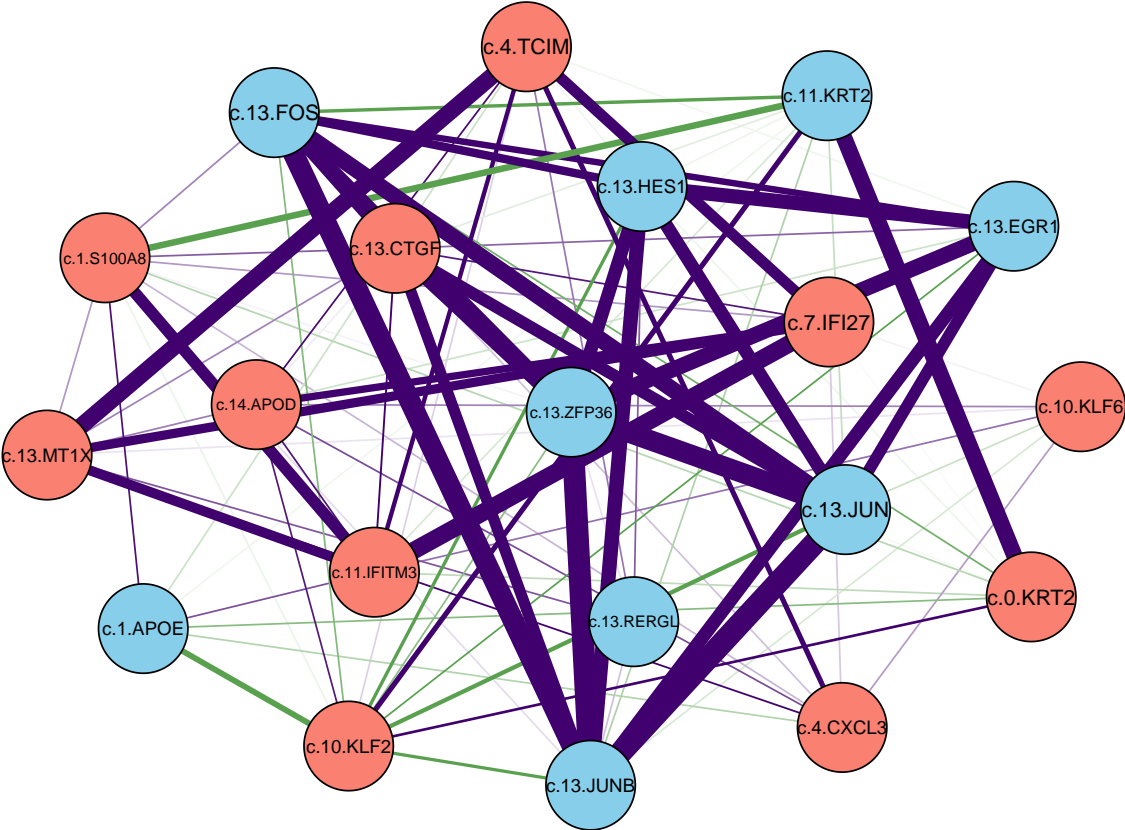 c.4.TCIM
c.11.KRT2
c.13.FOS
c.13.HES1
c.13.EGR1
c.13.CTGF
c.1.S100A8
c.7.IFI27
c.14.APOD
c.13.ZFP36
c.10.KLF6
c.13.MT1X
c.13.JUN
c.11.IFITM3
c.0.KRT2
c.13.RERGL
c.1.APOE
c.4.CXCL3
c.10.KLF2
c.13.JUNB